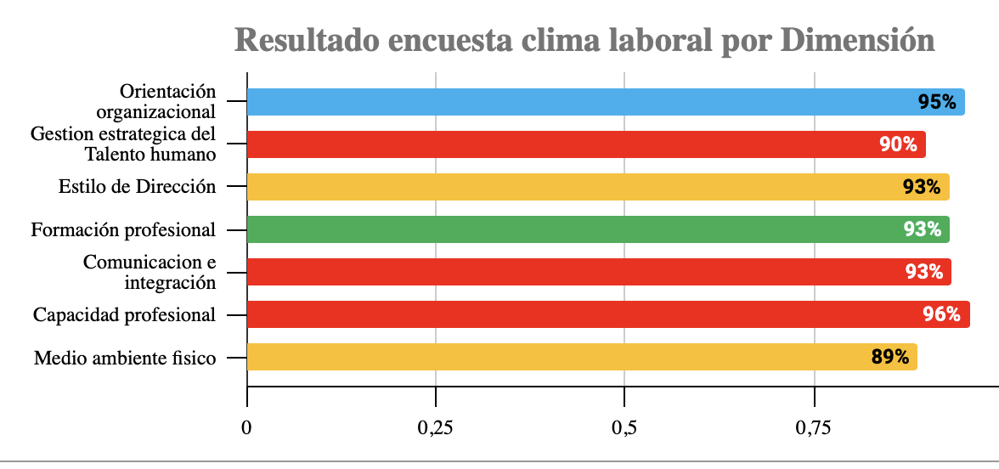 Resultado encuesta clima laboral por Dimensión
Orientación
organizacional
95%
Gestion estrategica del
Talento humano
90%
Estilo de Dirección
93%
Formación profesional
93%
Comunicacion e
integración
93%
Capacidad profesional
96%
Medio ambiente fisico
89%
0
0,25
0,5
0,75